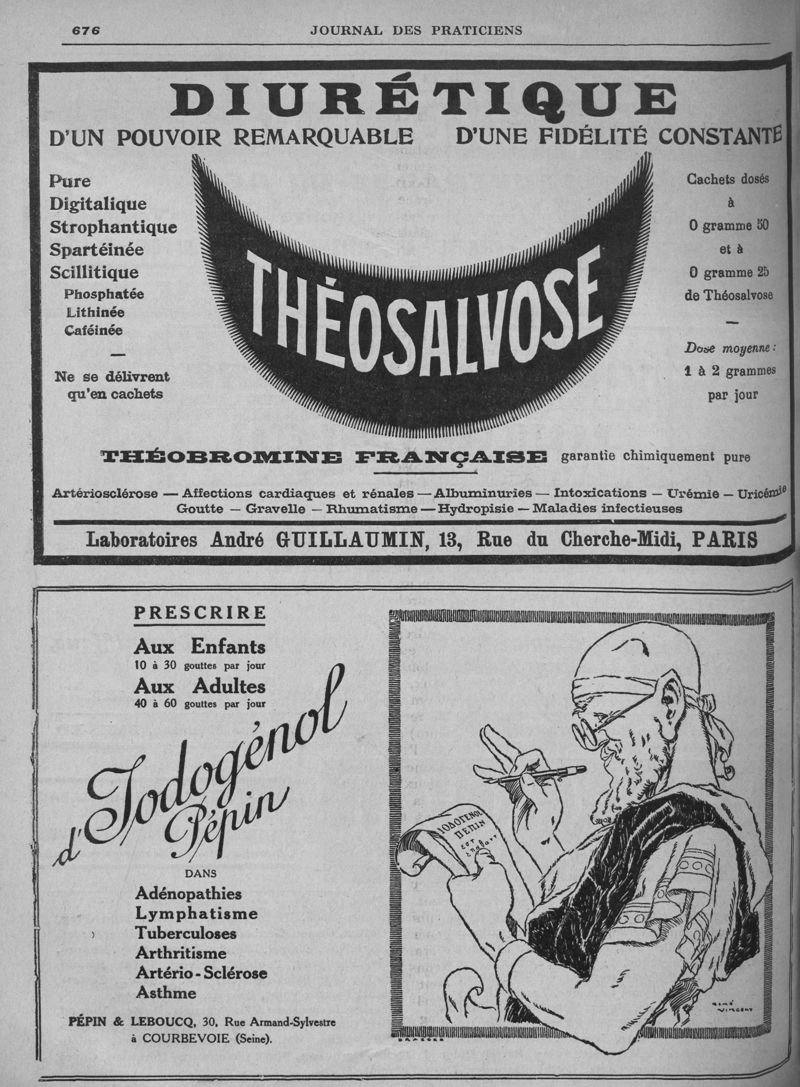 676
JOURNAL DES PRATICIENS
DIURÉTIQUE
D'UN POUVOIR REMARQUABLE D'UNE FIDÉLITÉ CONSTANTE
Pure
Digitalique
Strophantique
Spartéinée
Scillitique
Phosphatée
Lithinée
Caféinée
Ne se délivrent
qu'en cachets
THÉOSALVOSE
Cachets dosés
à
0 gramme 50
et à
0 gramme 25
de Théosalvose
Dose moyenne :
1 à 2 grammes
par jour
THÉOBROMINE FRANÇAISE garantie chimiquement pure
Artériosclérose — Affections cardiaques et rénales — Albuminuries — Intoxications — Urémie — Uricémie
Goutte — Gravelle — Rhumatisme — Hydropisie — Maladies infectieuses
Laboratoires André GUILLAUMIN, 13, Rue du Cherche-Midi, PARIS
PRESCRIRE
Aux Enfants
10 à 30 gouttes par jour
Aux Adultes
40 à 60 gouttes par jour
d'Iodogénol
Pépin
DANS
Adénopathies
Lymphatisme
Tuberculoses
Arthritisme
Artério-Sclérose
Asthme
PÉPIN & LEBOUCQ, 30, Rue Armand-Sylvestre
à COURBEVOIE (Seine).
IODOGENOL
PEPIN
RENÉ
VINCENT